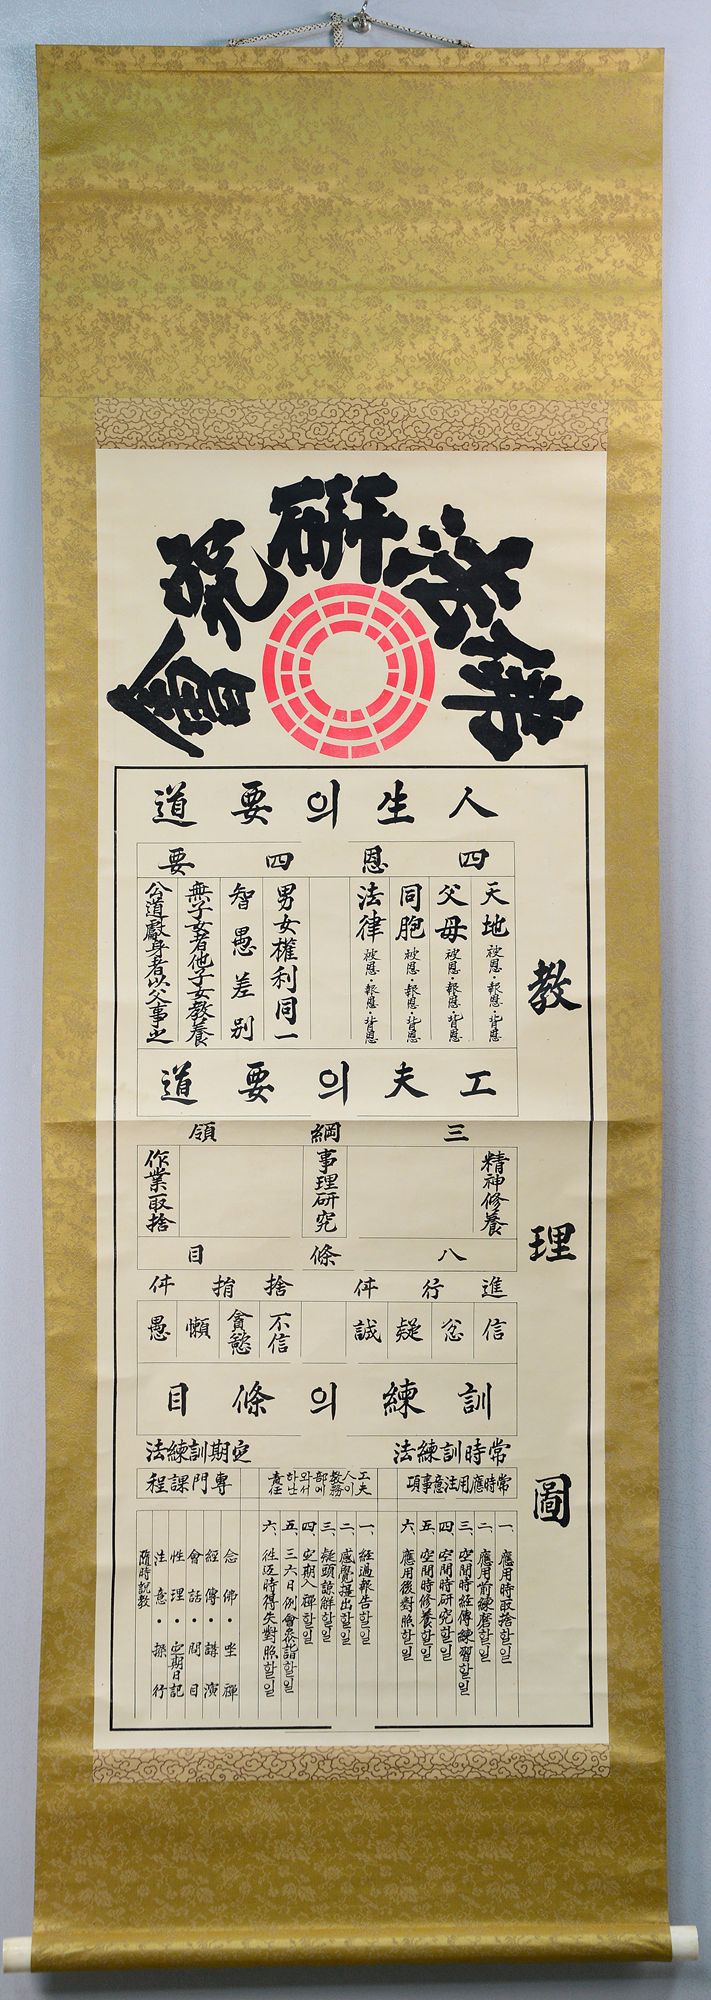 佛法硏究會
敎理圖
人生의要道
四恩
天地 被恩·報恩·背恩
父母 被恩·報恩·背恩
同胞 被恩·報恩·背恩
法律 被恩·報恩·背恩
四要
男女權利同一
智愚差別
無子女者他子女敎養
公道獻身者以父事之
工夫의要道
三綱領
精神修養
事理硏究
作業取捨
八條目
進行件
信
忿
疑
誠
捨捐件
不信
貪慾
懶
愚
訓練의條目
常時訓練法
常時應用注意事項
一、應用時取捨할일
二、應用前練磨할일
三、空間時經傳練習할일
四、空間時硏究할일
五、空間時修養할일
六、應用後對照할일
工夫人이敎務部에와서하난責任
一、經過報告할일
二、感覺提出할일
三、疑頭諒解할일
四、定期入禪할일
五、三六日例會參詣할일
六、往返時得失對照할일
定期訓練法
專門課程
念佛·坐禪
經傳·講演
會話·問目
性理·定期日記
注意·操行
隨時說敎